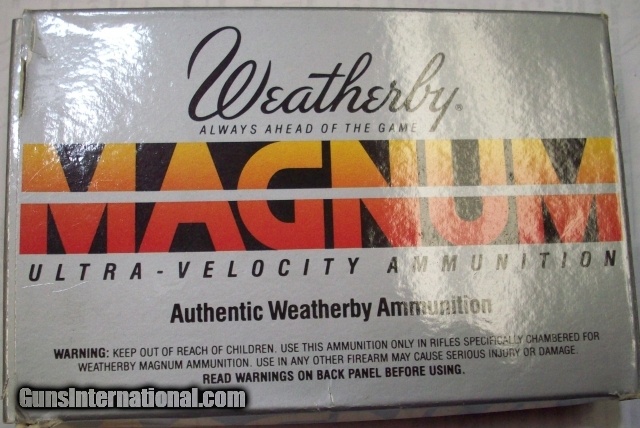 Weatherby®
ALWAYS AHEAD OF THE GAME
MAGNUM
ULTRA-VELOCITY AMMUNITION
Authentic Weatherby Ammunition
WARNING: KEEP OUT OF REACH OF CHILDREN. USE THIS AMMUNITION ONLY IN RIFLES SPECIFICALLY CHAMBERED FOR
WEATHERBY MAGNUM AMMUNITION. USE IN ANY OTHER FIREARM MAY CAUSE SERIOUS INJURY OR DAMAGE.
READ WARNINGS ON BACK PANEL BEFORE USING.
GunsInternational.com